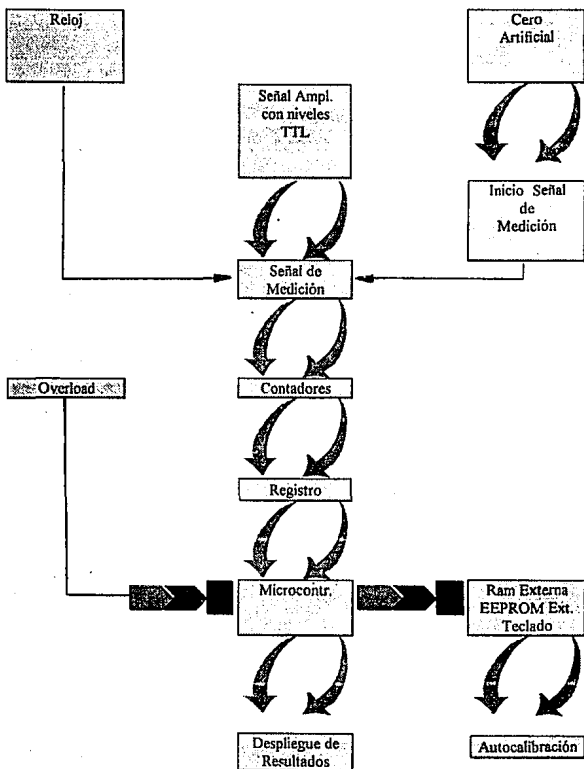 Reloj
Cero
Artificial
Señal Ampl.
con niveles
TTL
Inicio Señal
de
Medición
Señal de
Medición
Overload
Contadores
Registro
Microcontr.
Ram Externa
EEPROM Ext.
Teclado
Despliegue de
Resultados
Autocalibración